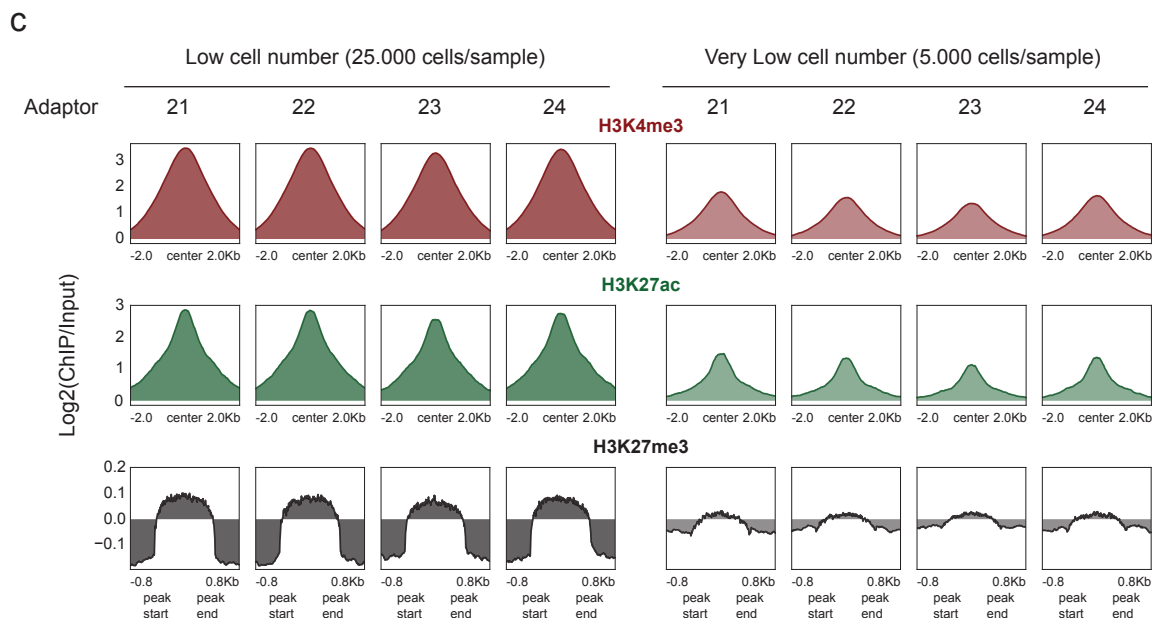 C
Low cell number (25.000 cells/sample) Very Low cell number (5.000 cells/sample)
Adaptor 21 22 23 24 21 22 23 24
H3K4me3
3
2
1
0
-2.0 center 2.0Kb -2.0 center 2.0Kb -2.0 center 2.0Kb -2.0 center 2.0Kb -2.0 center 2.0Kb -2.0 center 2.0Kb -2.0 center 2.0Kb -2.0 center 2.0Kb
Log2(ChIP/Input)
H3K27ac
3
2
1
0
-2.0 center 2.0Kb -2.0 center 2.0Kb -2.0 center 2.0Kb -2.0 center 2.0Kb -2.0 center 2.0Kb -2.0 center 2.0Kb -2.0 center 2.0Kb -2.0 center 2.0Kb
H3K27me3
0.2
0.1
0.0
−0.1
-0.8 0.8Kb -0.8 0.8Kb -0.8 0.8Kb -0.8 0.8Kb -0.8 0.8Kb -0.8 0.8Kb -0.8 0.8Kb -0.8 0.8Kb
peak peak peak peak peak peak peak peak peak peak peak peak peak peak peak peak
start end start end start end start end start end start end start end start end